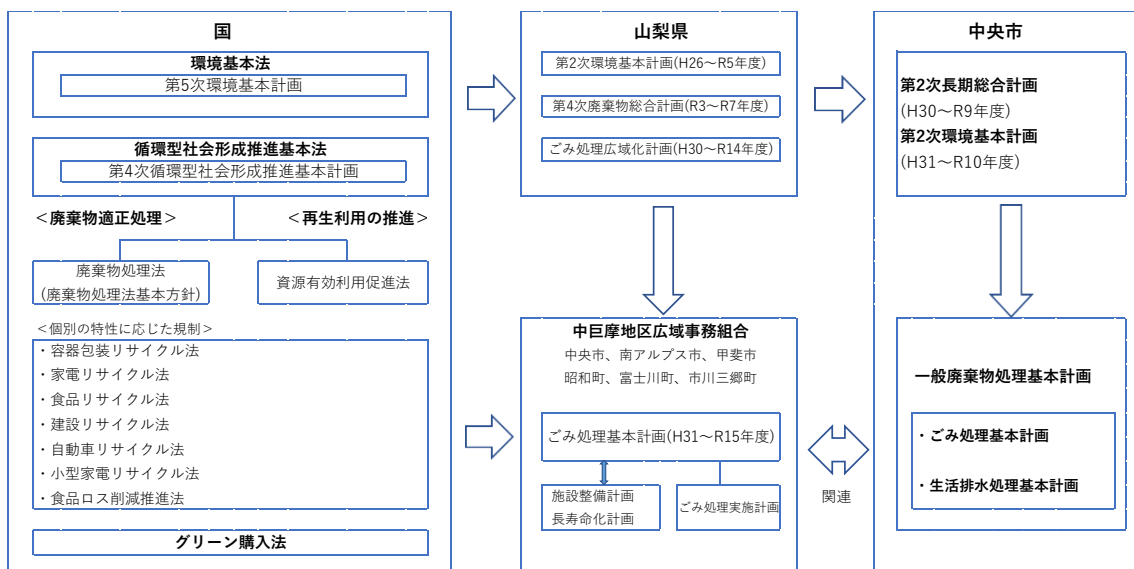 国
環境基本法
第5次環境基本計画
循環型社会形成推進基本法
第4次循環型社会形成推進基本計画
＜廃棄物適正処理＞
＜再生利用の推進＞
廃棄物処理法
(廃棄物処理法基本方針)
資源有効利用促進法
＜個別の特性に応じた規制＞
・容器包装リサイクル法
・家電リサイクル法
・食品リサイクル法
・建設リサイクル法
・自動車リサイクル法
・小型家電リサイクル法
・食品ロス削減推進法
グリーン購入法
山梨県
第2次環境基本計画(H26～R5年度)
第4次廃棄物総合計画(R3～R7年度)
ごみ処理広域化計画(H30～R14年度)
中巨摩地区広域事務組合
中央市、南アルプス市、甲斐市
昭和町、富士川町、市川三郷町
ごみ処理基本計画(H31～R15年度)
施設整備計画
長寿命化計画
ごみ処理実施計画
関連
中央市
第2次長期総合計画
(H30～R9年度)
第2次環境基本計画
(H31～R10年度)
一般廃棄物処理基本計画
・ごみ処理基本計画
・生活排水処理基本計画